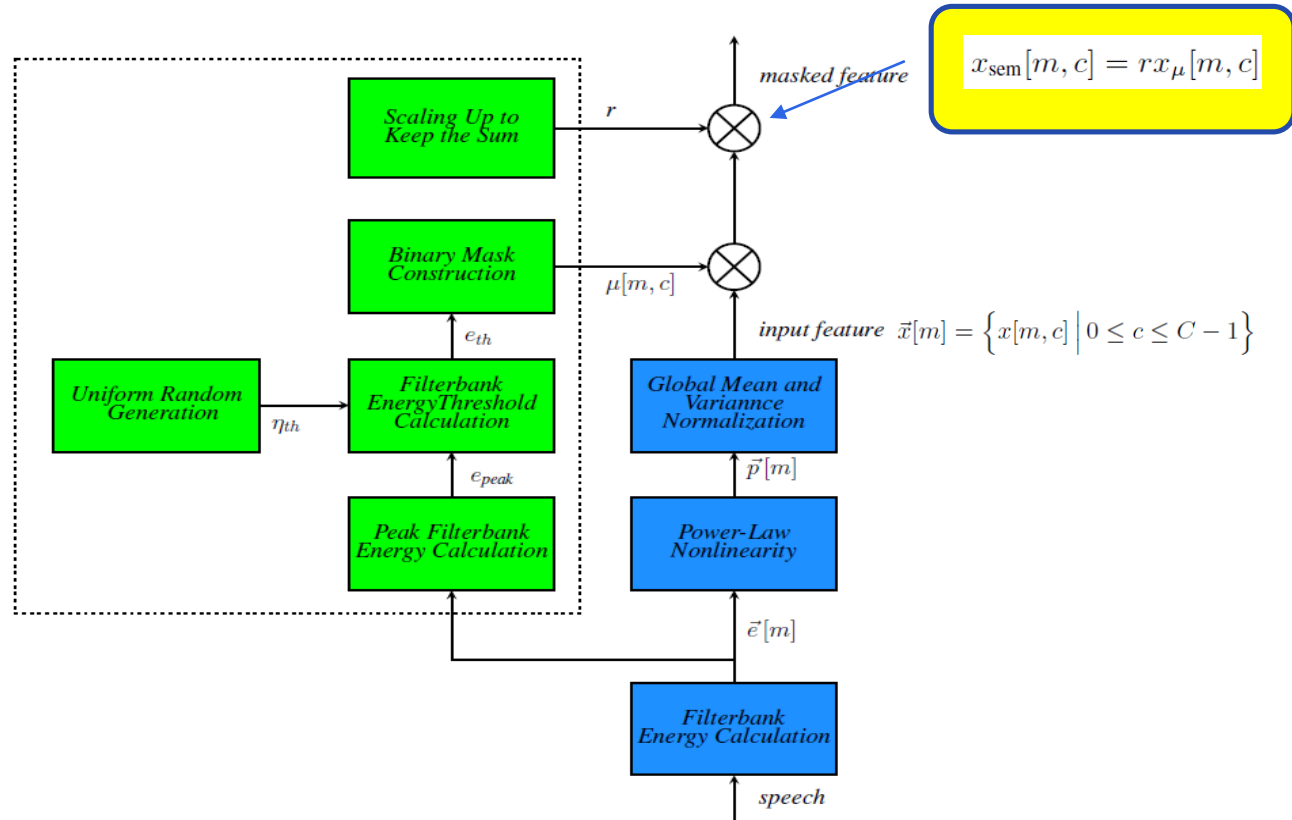 masked feature
x_sem[m, c] = rx_μ[m, c]
Scaling Up to
Keep the Sum
r
Binary Mask
Construction
μ[m, c]
input feature x⃗[m] = {x[m, c] | 0 ≤ c ≤ C − 1}
e_th
Uniform Random
Generation
η_th
Filterbank
EnergyThreshold
Calculation
Global Mean and
Variannce
Normalization
e_peak
p⃗[m]
Peak Filterbank
Energy Calculation
Power-Law
Nonlinearity
e⃗[m]
Filterbank
Energy Calculation
speech